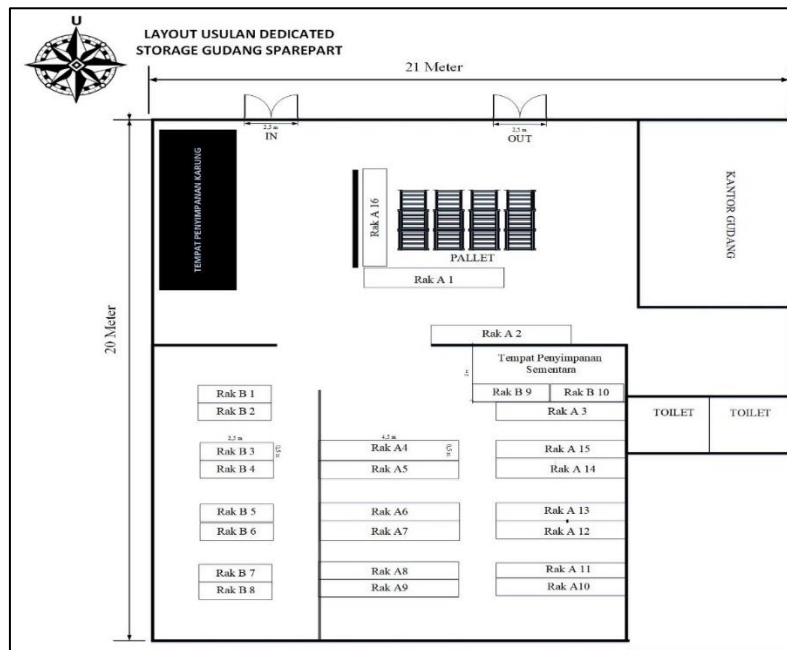 U
LAYOUT USULAN DEDICATED
STORAGE GUDANG SPAREPART
21 Meter
2,5 m
IN
2,5 m
OUT
TEMPAT PENYIMPANAN KARUNG
Rak A 16
PALLET
KANTOR GUDANG
Rak A 1
20 Meter
Rak A 2
Tempat Penyimpanan
Sementara
Rak B 1
Rak B 9
Rak B 10
Rak B 2
Rak A 3
TOILET
TOILET
2,5 m
4,5 m
Rak B 3
Rak A4
Rak A 15
Rak B 4
Rak A5
Rak A 14
Rak B 5
Rak A6
Rak A 13
Rak B 6
Rak A7
Rak A 12
Rak B 7
Rak A8
Rak A 11
Rak B 8
Rak A9
Rak A10